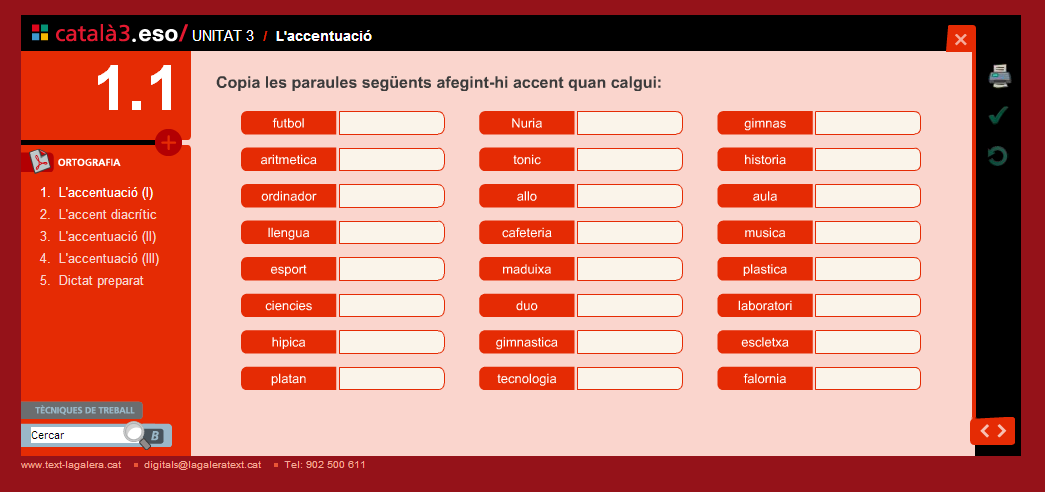 català3.eso/ UNITAT 3 / L'accentuació
1.1
Copia les paraules següents afegint-hi accent quan calgui:
ORTOGRAFIA
1. L'accentuació (I)
2. L'accent diacrític
3. L'accentuació (II)
4. L'accentuació (III)
5. Dictat preparat
futbol Nuria gimnas
aritmetica tonic historia
ordinador allo aula
llengua cafeteria musica
esport maduixa plastica
ciencies duo laboratori
hipica gimnastica escletxa
platan tecnologia falornia
TÈCNIQUES DE TREBALL
Cercar B
www.text-lagalera.cat digitals@lagaleratext.cat Tel: 902 500 611